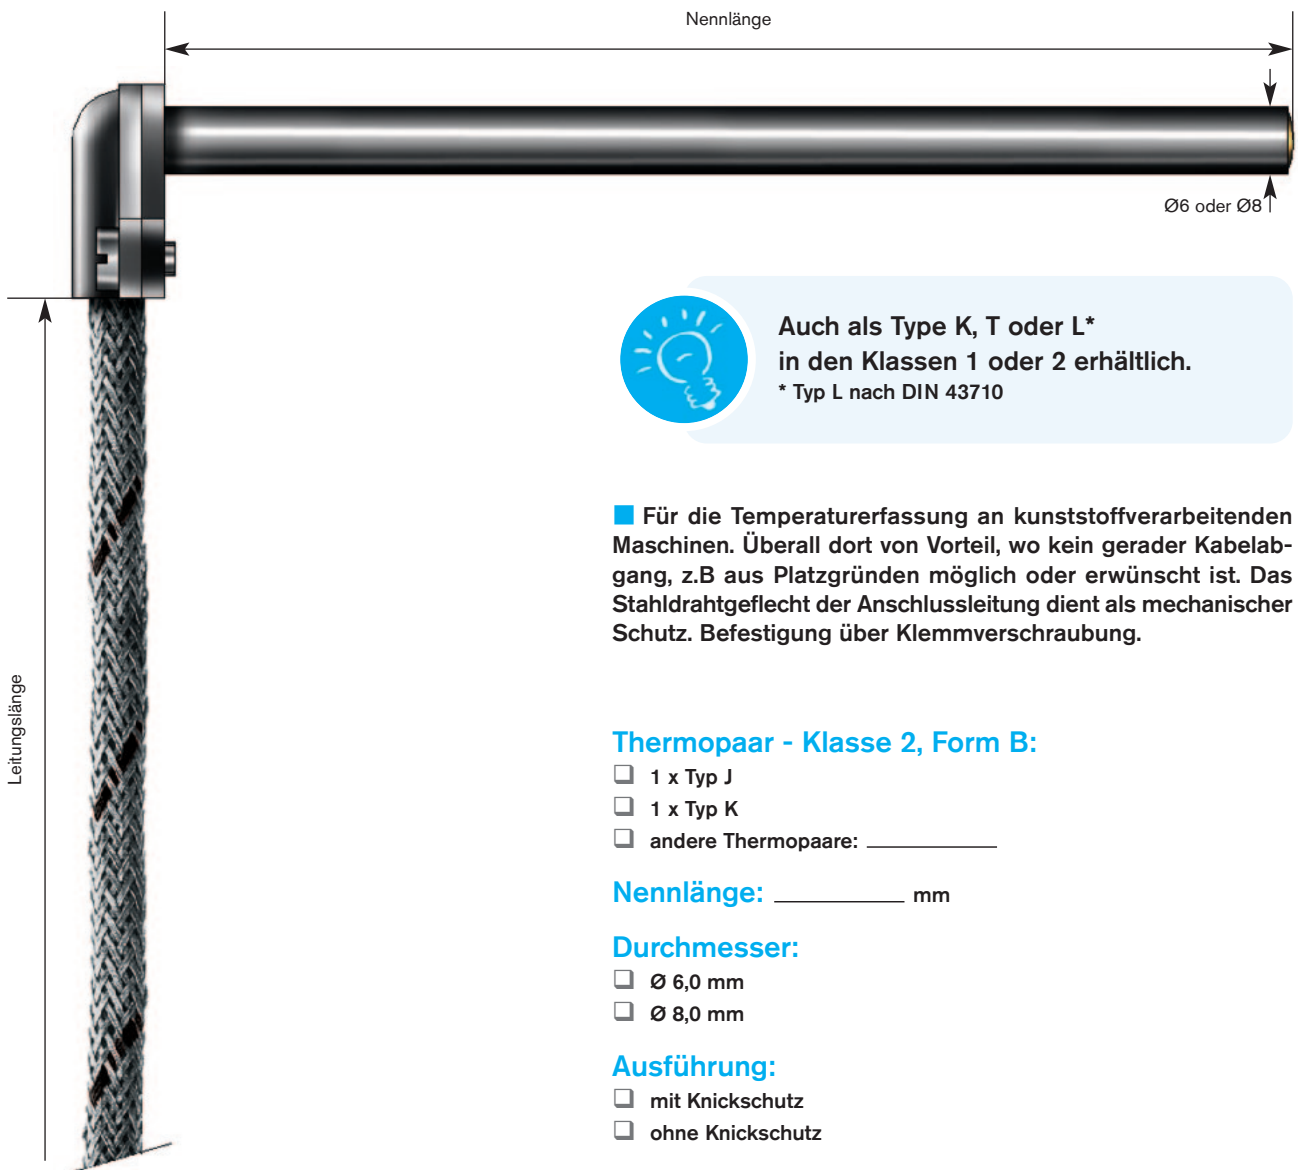 Nennlänge
Ø6 oder Ø8
Auch als Type K, T oder L*
in den Klassen 1 oder 2 erhältlich.
* Typ L nach DIN 43710
Für die Temperaturerfassung an kunststoffverarbeitenden
Maschinen. Überall dort von Vorteil, wo kein gerader Kabelab-
gang, z.B aus Platzgründen möglich oder erwünscht ist. Das
Stahldrahtgeflecht der Anschlussleitung dient als mechanischer
Schutz. Befestigung über Klemmverschraubung.
Leitungslänge
Thermopaar - Klasse 2, Form B:
❏ 1 x Typ J
❏ 1 x Typ K
❏ andere Thermopaare: __________
Nennlänge: __________ mm
Durchmesser:
❏ Ø 6,0 mm
❏ Ø 8,0 mm
Ausführung:
❏ mit Knickschutz
❏ ohne Knickschutz